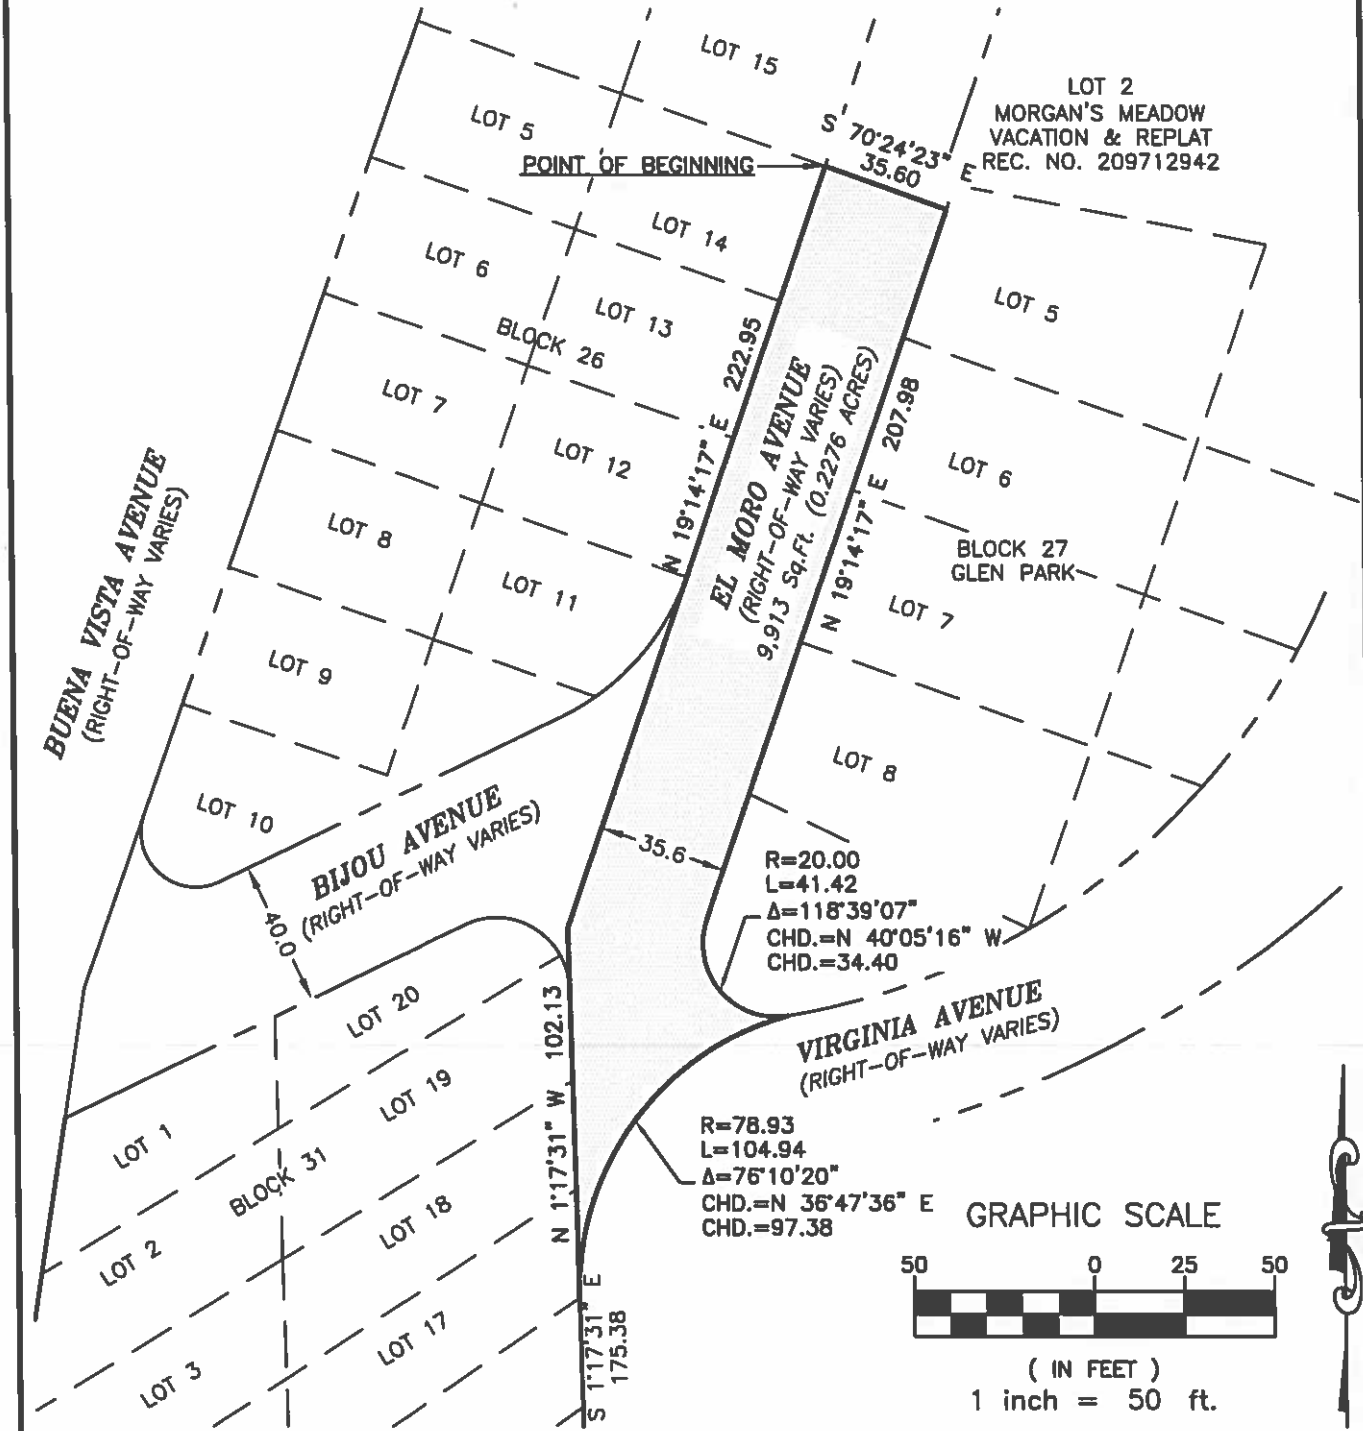 LOT 15
LOT 2
MORGAN'S MEADOW
VACATION & REPLAT
REC. NO. 209712942
LOT 5
S 70°24'23" E
35.60
POINT OF BEGINNING
LOT 14
LOT 6
LOT 13
LOT 5
BLOCK 26
N 19°14'17" E 222.95
EL MORO AVENUE
(RIGHT-OF-WAY VARIES)
9,913 Sq.Ft. (0.2276 ACRES)
N 19°14'17" E 207.98
LOT 7
LOT 12
LOT 6
BUENA VISTA AVENUE
(RIGHT-OF-WAY VARIES)
LOT 8
LOT 11
BLOCK 27
GLEN PARK
LOT 7
LOT 9
LOT 8
LOT 10
BIJOU AVENUE
(RIGHT-OF-WAY VARIES)
35.6
40.0
R=20.00
L=41.42
Δ=118°39'07"
CHD.=N 40°05'16" W
CHD.=34.40
LOT 20
N 1°17'31" W 102.13
VIRGINIA AVENUE
(RIGHT-OF-WAY VARIES)
LOT 19
LOT 1
R=78.93
L=104.94
Δ=76°10'20"
CHD.=N 36°47'36" E
CHD.=97.38
BLOCK 31
LOT 18
LOT 2
LOT 17
LOT 3
S 1°17'31" E
175.38
GRAPHIC SCALE
50 0 25 50
( IN FEET )
1 inch = 50 ft.